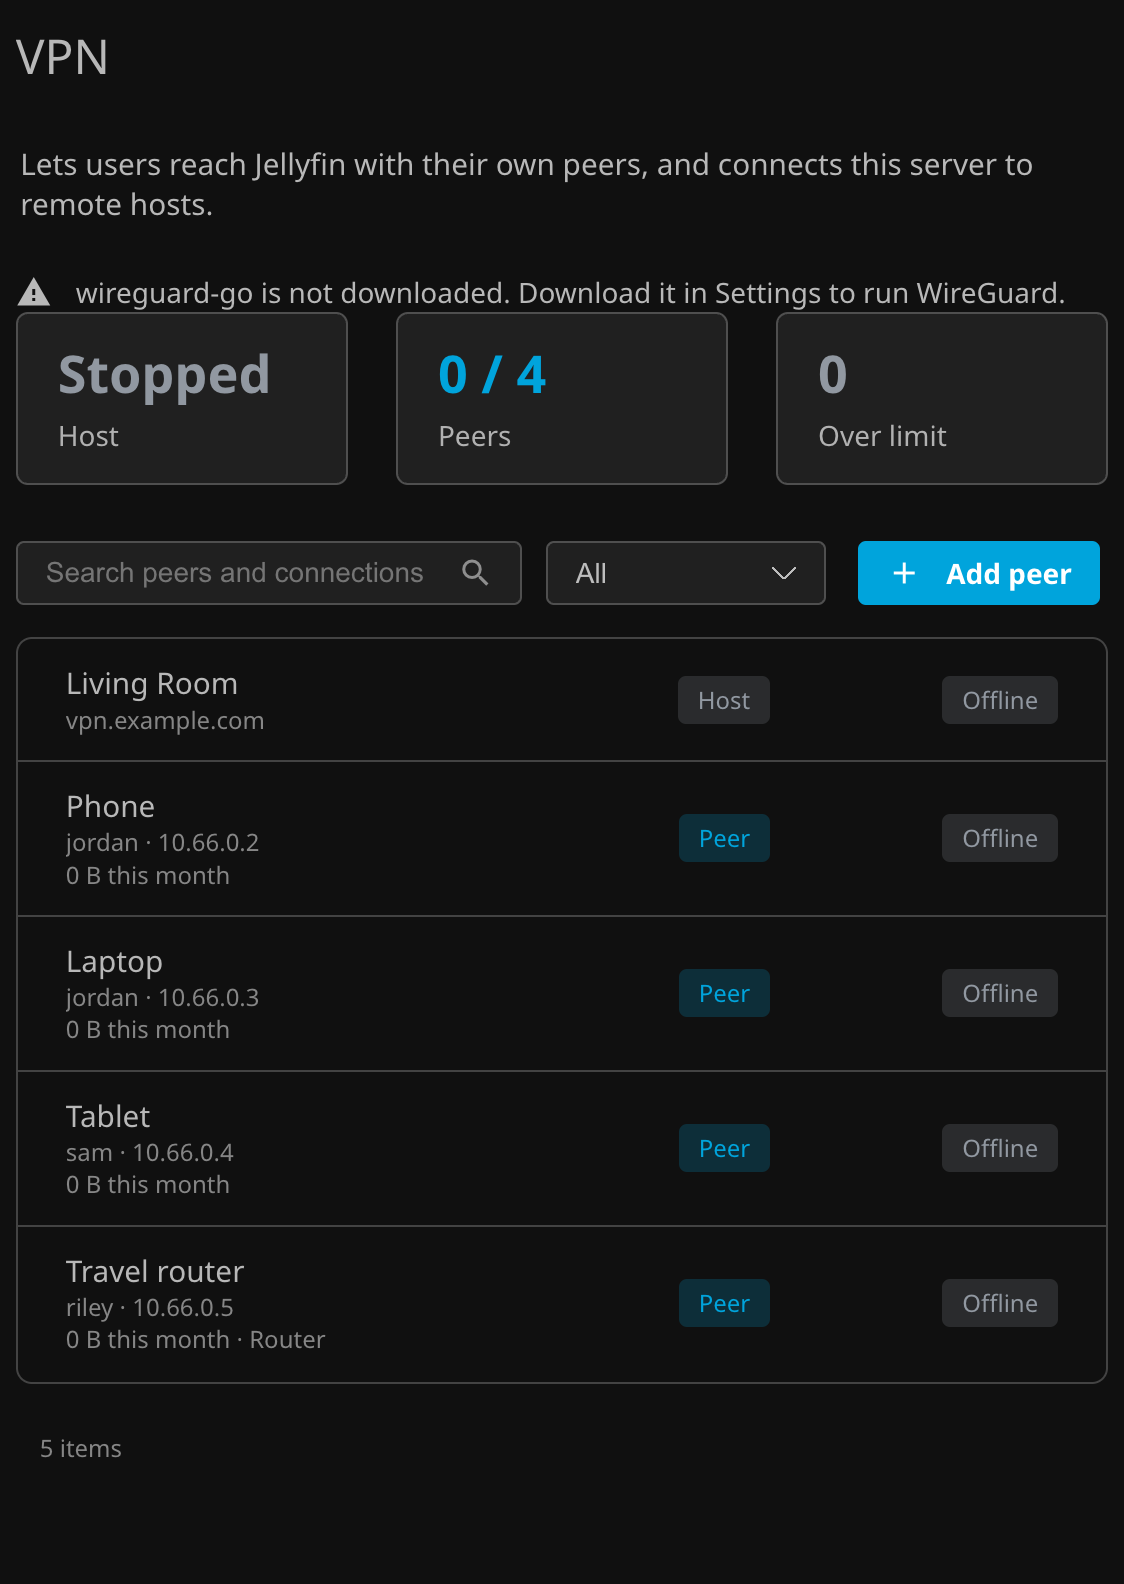 VPN
Lets users reach Jellyfin with their own peers, and connects this server to
remote hosts.
wireguard-go is not downloaded. Download it in Settings to run WireGuard.
Stopped
Host
0 / 4
Peers
0
Over limit
Search peers and connections
All
Add peer
Living Room
vpn.example.com
Host
Offline
Phone
jordan · 10.66.0.2
0 B this month
Peer
Offline
Laptop
jordan · 10.66.0.3
0 B this month
Peer
Offline
Tablet
sam · 10.66.0.4
0 B this month
Peer
Offline
Travel router
riley · 10.66.0.5
0 B this month · Router
Peer
Offline
5 items